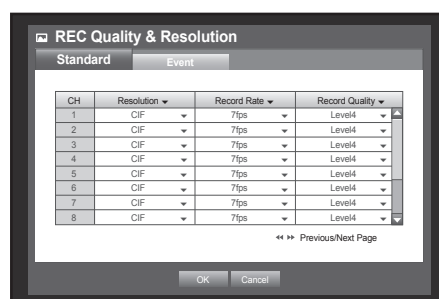 REC Quality & Resolution
Standard Event
CH Resolution Record Rate Record Quality
1 CIF 7fps Level4
2 CIF 7fps Level4
3 CIF 7fps Level4
4 CIF 7fps Level4
5 CIF 7fps Level4
6 CIF 7fps Level4
7 CIF 7fps Level4
8 CIF 7fps Level4
Previous/Next Page
OK Cancel